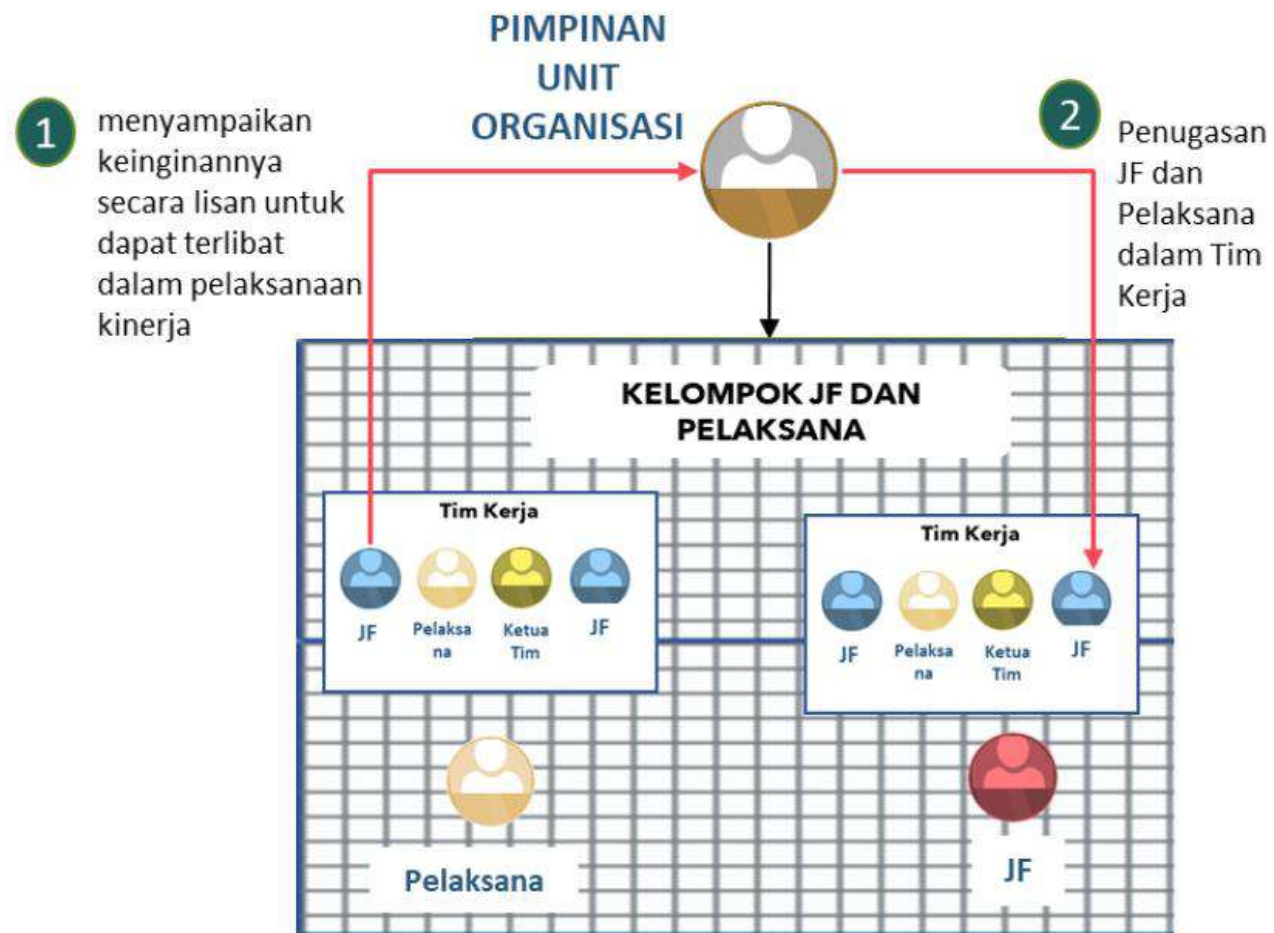 PIMPINAN
UNIT
ORGANISASI
1
menyampaikan
keinginannya
secara lisan untuk
dapat terlibat
dalam pelaksanaan
kinerja
2
Penugasan
JF dan
Pelaksana
dalam Tim
Kerja
KELOMPOK JF DAN
PELAKSANA
Tim Kerja
JF
Pelaksa
na
Ketua
Tim
JF
Tim Kerja
JF
Pelaksa
na
Ketua
Tim
JF
Pelaksana
JF